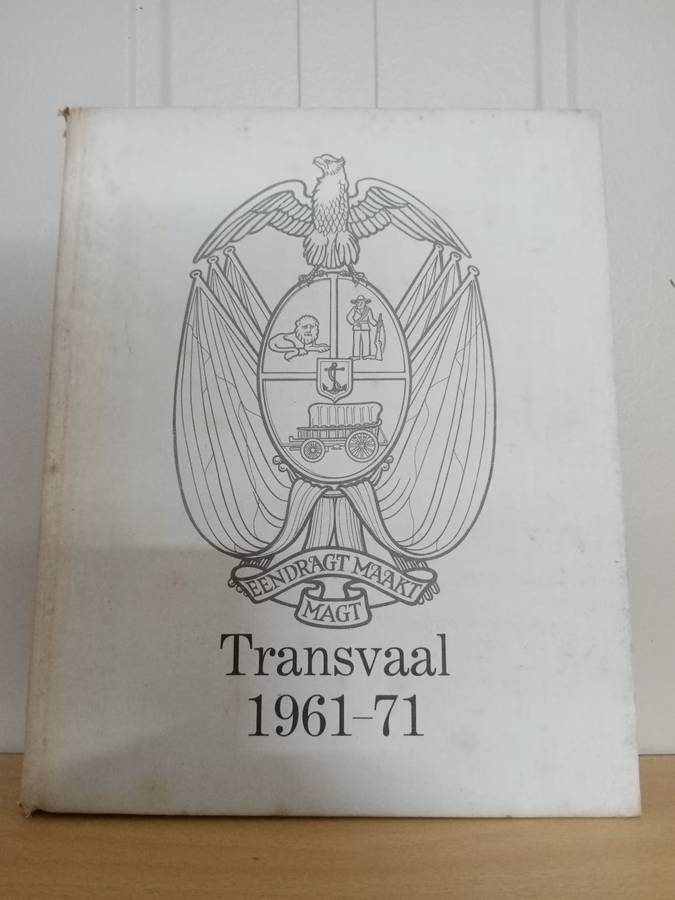 EENDRAGT MAAKT
MAGT
Transvaal
1961-71